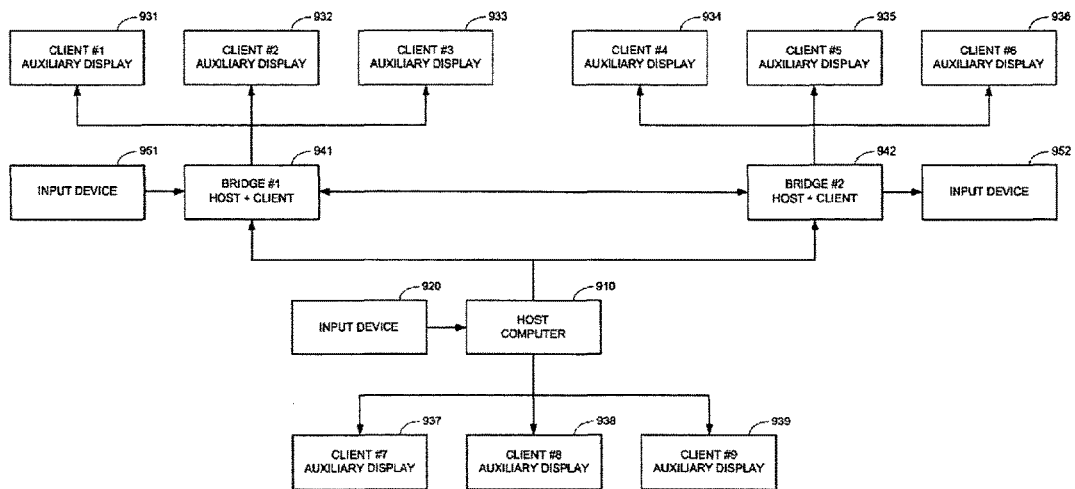 931
932
933
934
935
936
CLIENT #1
AUXILIARY DISPLAY
CLIENT #2
AUXILIARY DISPLAY
CLIENT #3
AUXILIARY DISPLAY
CLIENT #4
AUXILIARY DISPLAY
CLIENT #5
AUXILIARY DISPLAY
CLIENT #6
AUXILIARY DISPLAY
951
941
942
952
INPUT DEVICE
BRIDGE #1
HOST + CLIENT
BRIDGE #2
HOST + CLIENT
INPUT DEVICE
920
910
INPUT DEVICE
HOST
COMPUTER
937
938
939
CLIENT #7
AUXILIARY DISPLAY
CLIENT #8
AUXILIARY DISPLAY
CLIENT #9
AUXILIARY DISPLAY